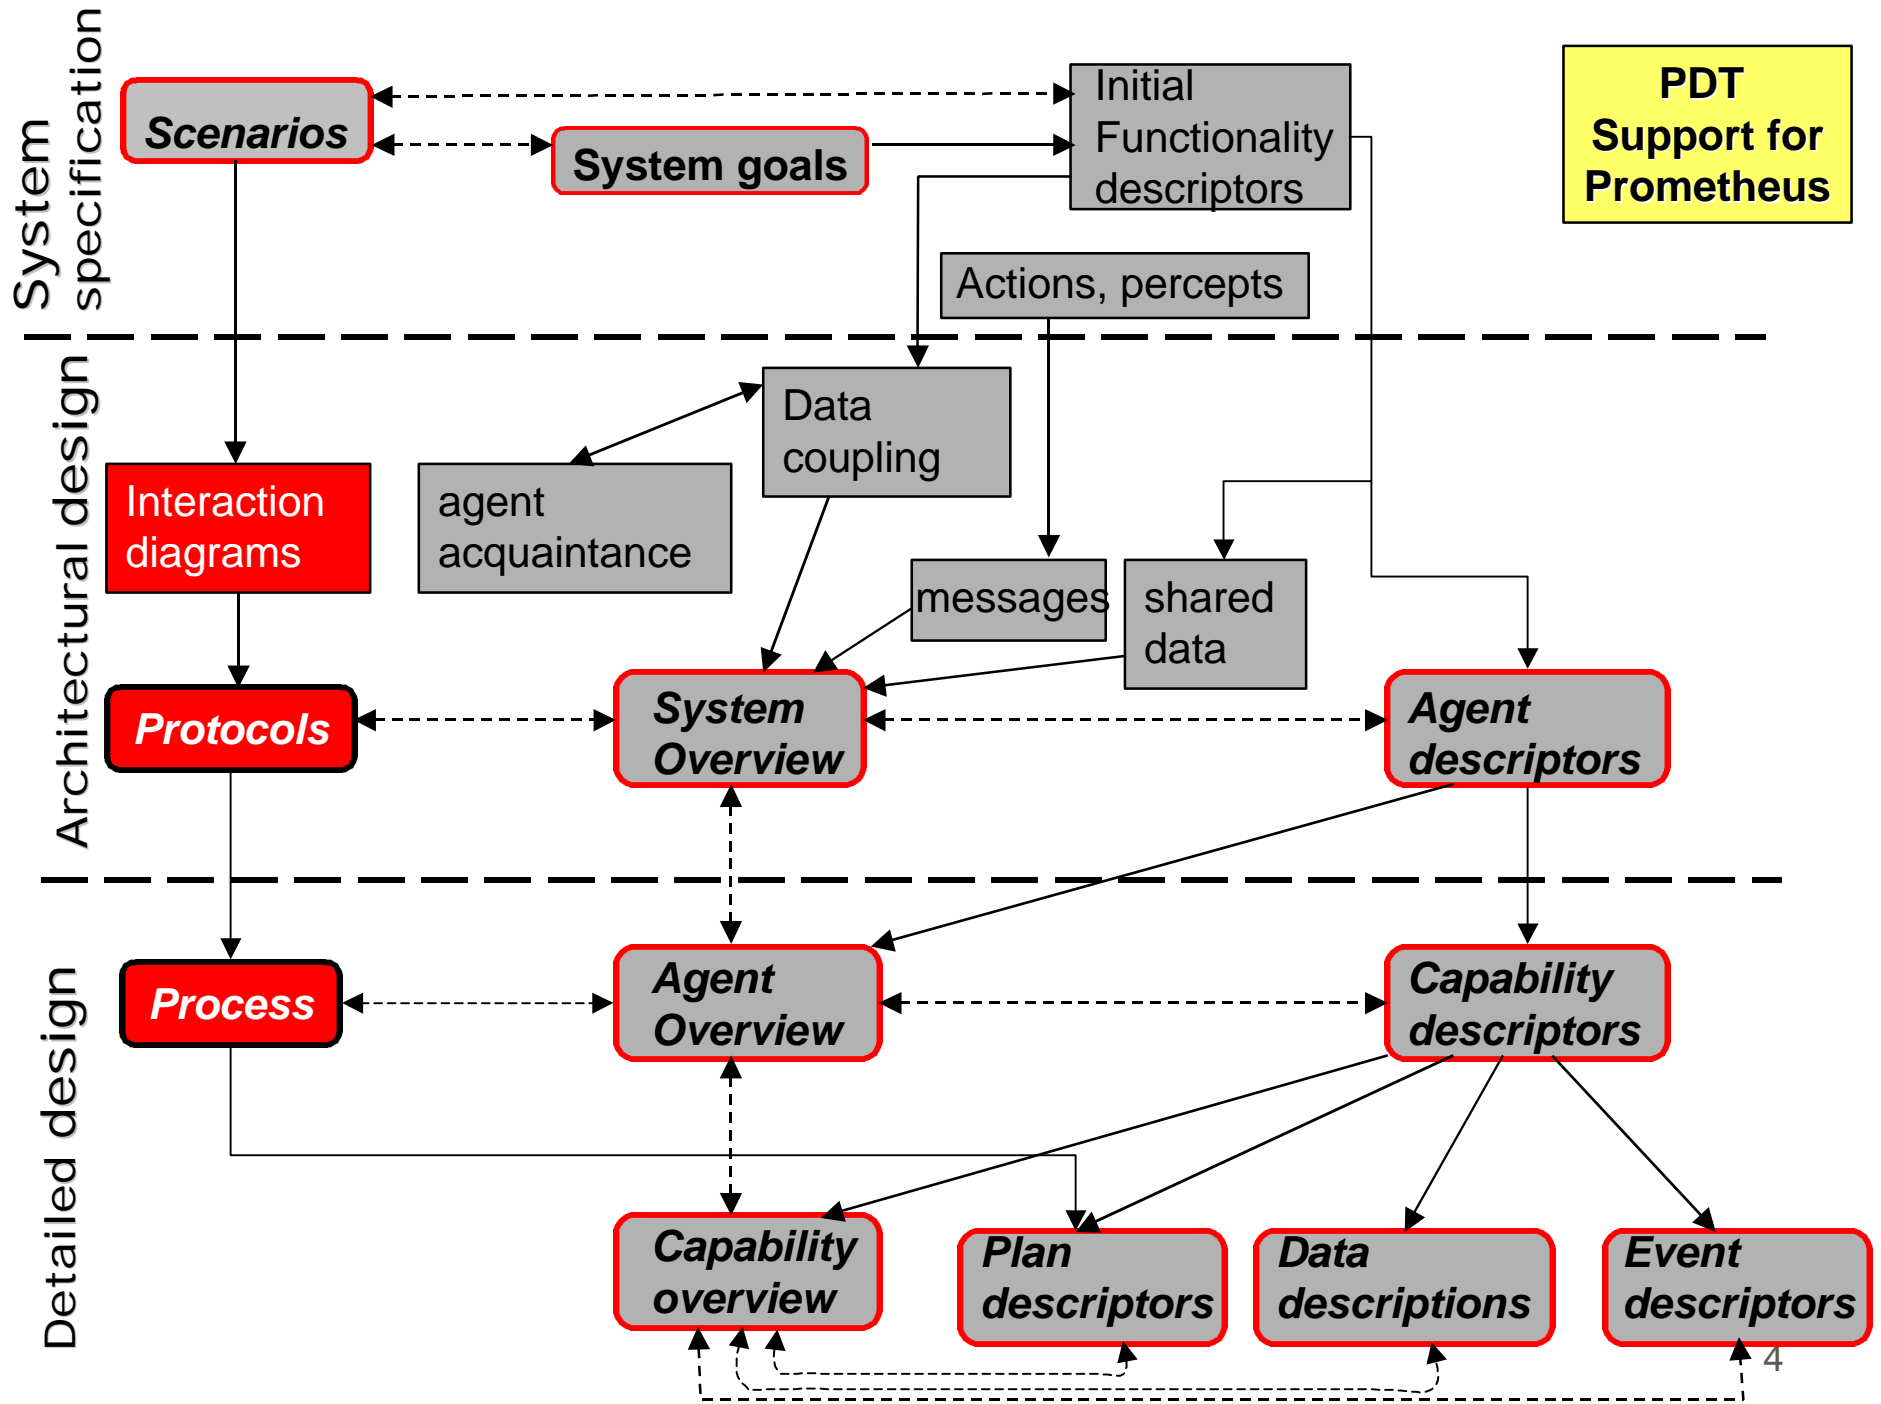 System
specification
Scenarios
System goals
Initial
Functionality
descriptors
PDT
Support for
Prometheus
Actions, percepts
Architectural design
Data
coupling
Interaction
diagrams
agent
acquaintance
messages
shared
data
Protocols
System
Overview
Agent
descriptors
Detailed design
Process
Agent
Overview
Capability
descriptors
Capability
overview
Plan
descriptors
Data
descriptions
Event
descriptors
4